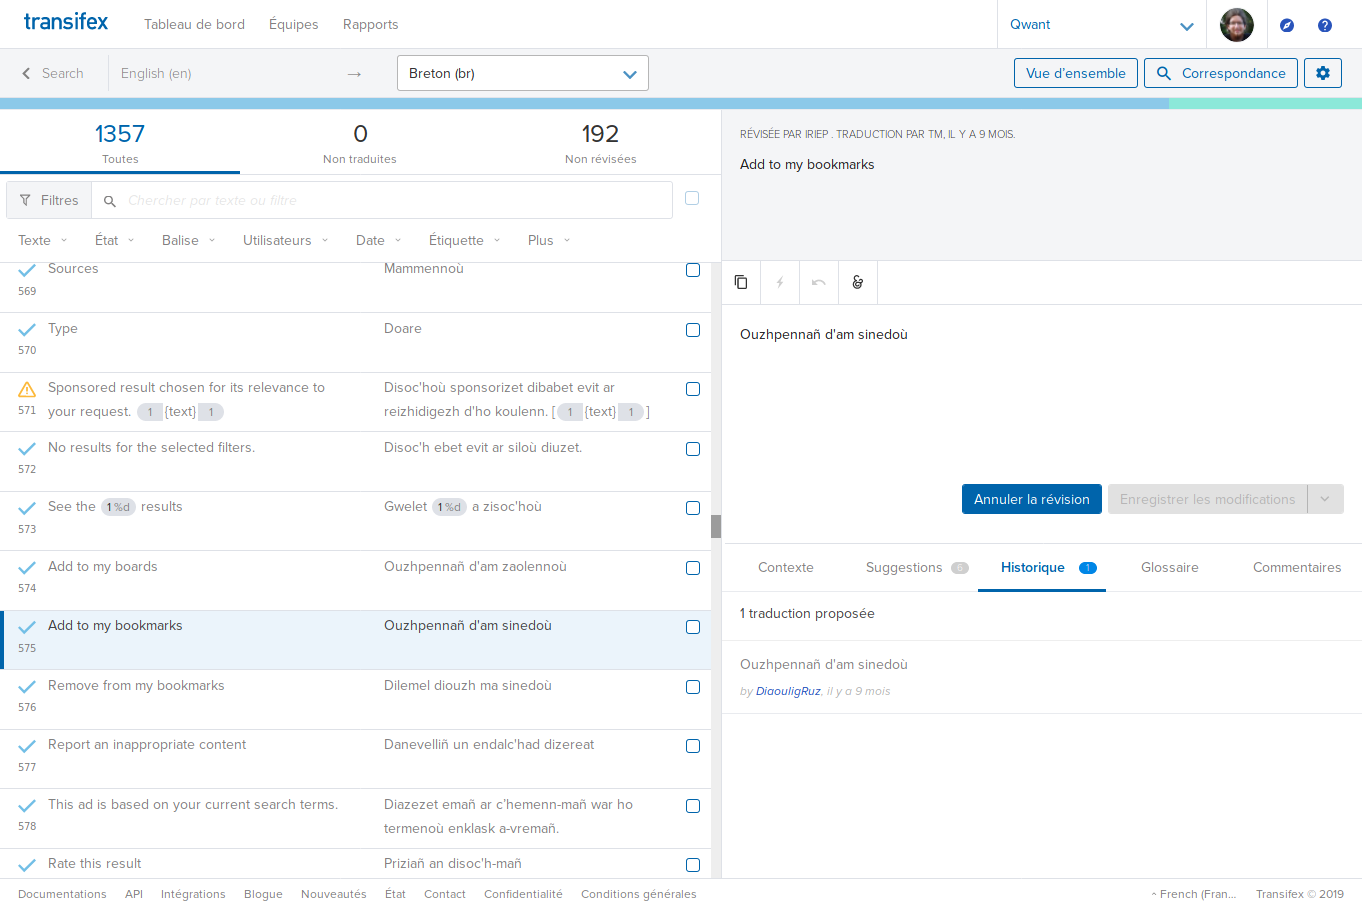 transifex Tableau de bord Équipes Rapports Qwant
Search English (en) → Breton (br) Vue d'ensemble Correspondance
1357 0 192
Toutes Non traduites Non révisées
Filtres Chercher par texte ou filtre
Texte État Balise Utilisateurs Date Étiquette Plus
Sources Mammennoù
569
Type Doare
570
Sponsored result chosen for its relevance to Disoc'hoù sponsorizet dibabet evit ar
571 your request. 1 {text} 1 reizhidigezh d'ho koulenn. [ 1 {text} 1 ]
No results for the selected filters. Disoc'h ebet evit ar siloù diuzet.
572
See the 1 %d results Gwelet 1 %d a zisoc'hoù
573
Add to my boards Ouzhpennañ d'am zaolennoù
574
Add to my bookmarks Ouzhpennañ d'am sinedoù
575
Remove from my bookmarks Dilemel diouzh ma sinedoù
576
Report an inappropriate content Danevelliñ un endalc'had dizereat
577
This ad is based on your current search terms. Diazezet emañ ar c'hemenn-mañ war ho
578 termenoù enklask a-vremañ.
Rate this result Priziañ an disoc'h-mañ
RÉVISÉE PAR IRIEP . TRADUCTION PAR TM, IL Y A 9 MOIS.
Add to my bookmarks
Ouzhpennañ d'am sinedoù
Annuler la révision Enregistrer les modifications
Contexte Suggestions 6 Historique 1 Glossaire Commentaires
1 traduction proposée
Ouzhpennañ d'am sinedoù
by DiaouligRuz, il y a 9 mois
Documentations API Intégrations Blogue Nouveautés État Contact Confidentialité Conditions générales French (Fran... Transifex © 2019